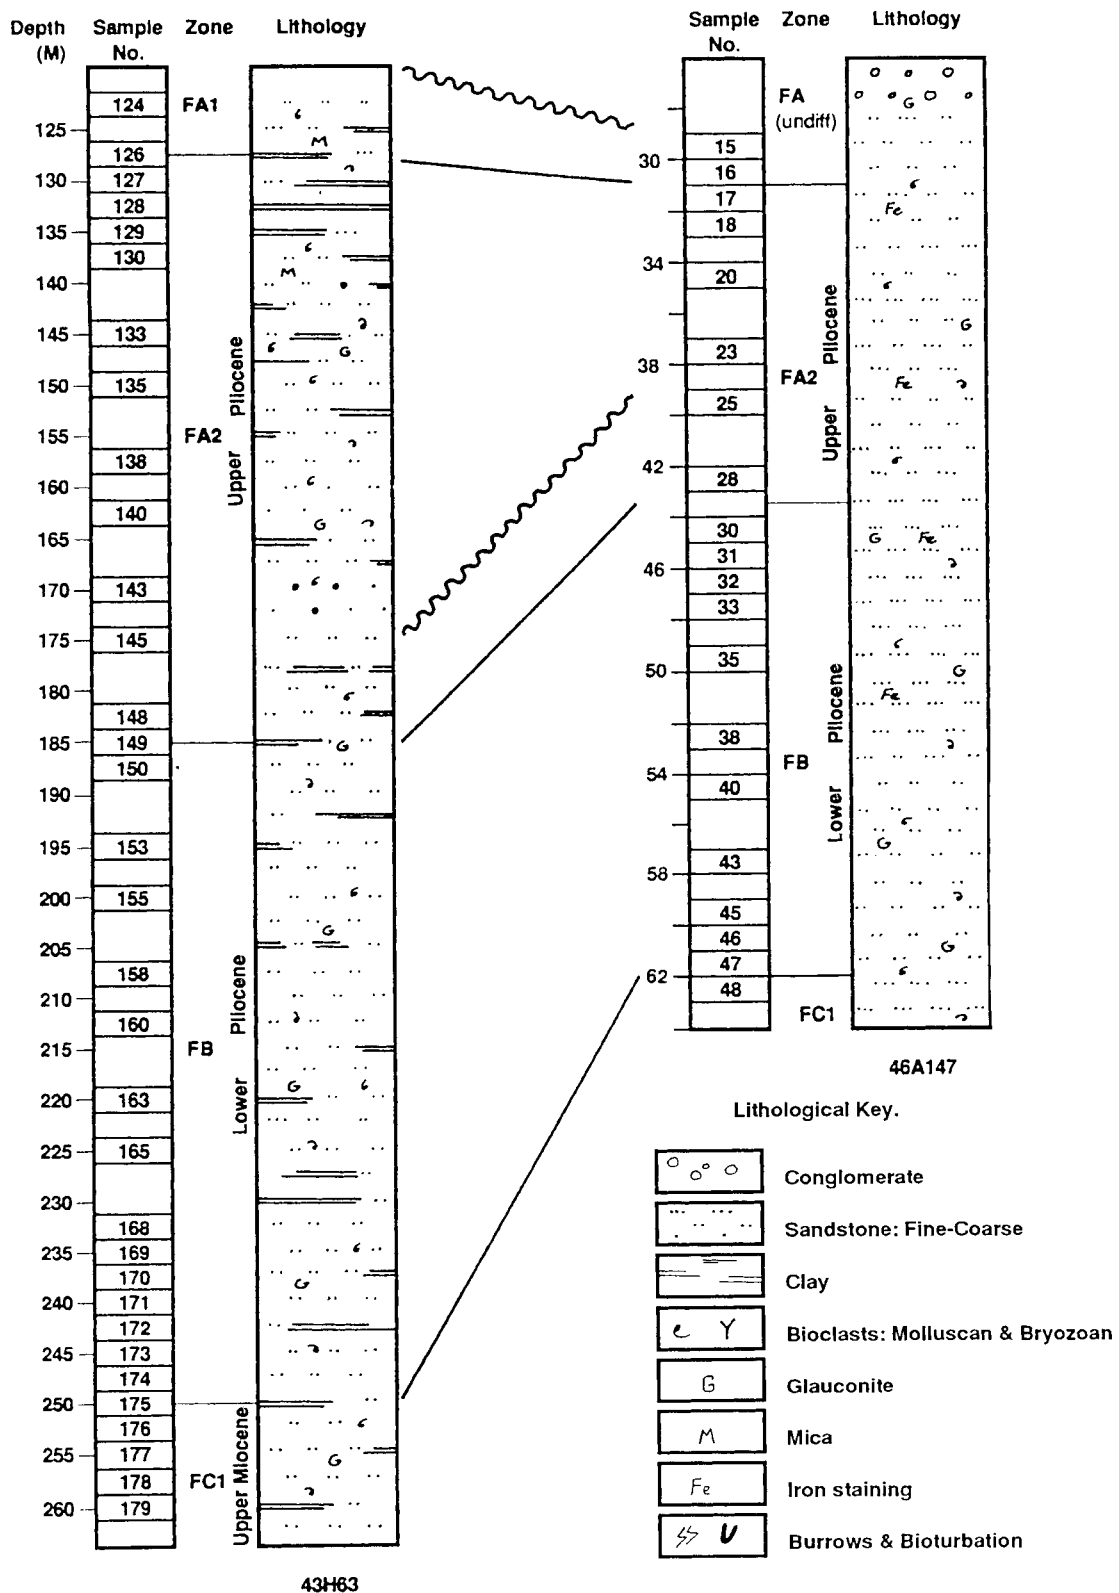 Depth Sample Zone Lithology
(M) No.
124 FA1
125
M
126
127
130
128
129
135
130
M
140
133
145
G
135
150
FA2
155
138
160
140
G
165
143
170
145
175
180
148
149
185
G
150
190
153
195
155
200
G
205
158
210
160
FB
215
G
163
220
165
225
230
168
169
235
170
G
171
240
172
173
245
174
175
250
176
177
255
G
178 FC1
179
260
Upper Pliocene
Lower Pliocene
Upper Miocene
43H63
Sample Zone Lithology
No.
FA
(undiff)
G
15
30
16
17
Fe
18
34
20
G
23
38
FA2
Fe
25
42
28
30
G Fe
31
46
32
33
35
50
G
Fe
38
FB
54
40
G
43
58
45
46
G
47
62
48
FC1
Upper Pliocene
Lower Pliocene
46A147
Lithological Key.
Conglomerate
Sandstone: Fine-Coarse
Clay
Y Bioclasts: Molluscan & Bryozoan
G Glauconite
M Mica
Fe Iron staining
Burrows & Bioturbation